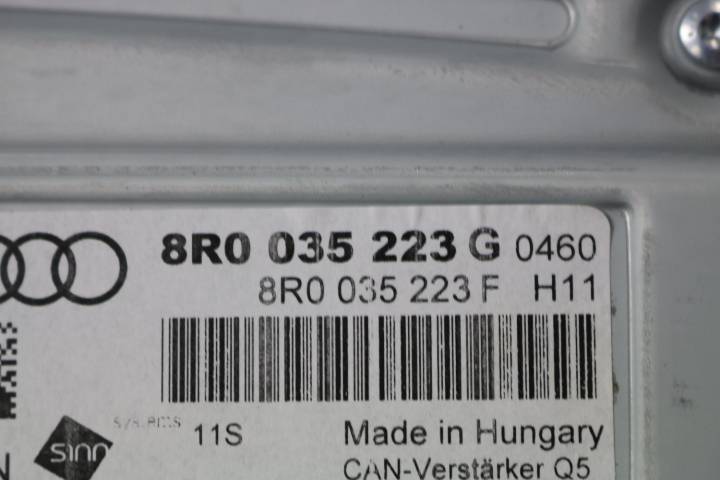 8R0 035 223 G 0460
8R0 035 223 F H11
11S
Made in Hungary
CAN-Verstärker Q5